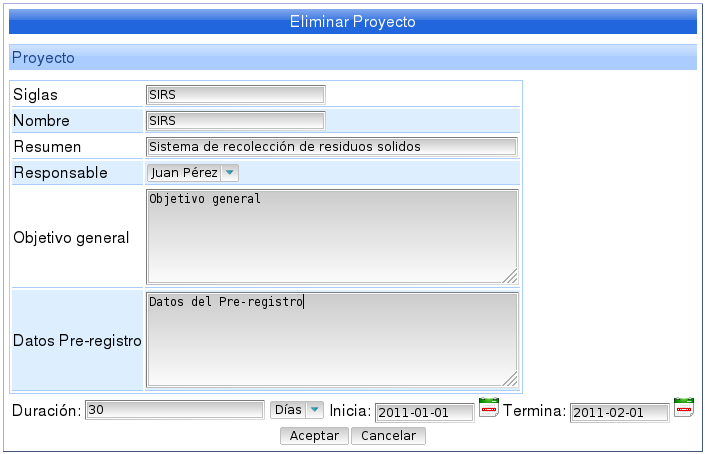 Eliminar Proyecto
Proyecto
Siglas SIRS
Nombre SIRS
Resumen Sistema de recolección de residuos solidos
Responsable Juan Pérez
Objetivo general Objetivo general
Datos Pre-registro Datos del Pre-registro
Duración: 30 Días Inicia: 2011-01-01 Termina: 2011-02-01
Aceptar Cancelar